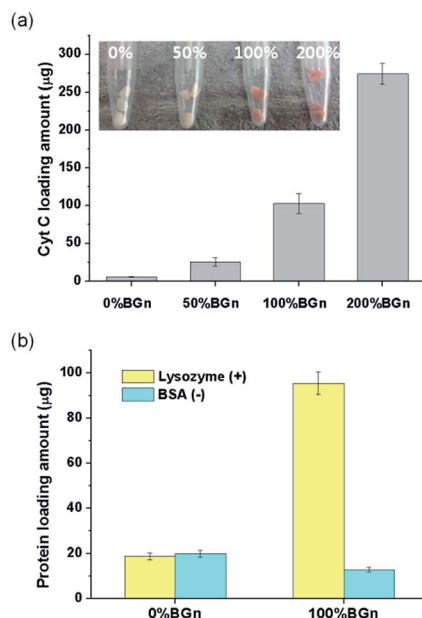 (a)
Cyt C loading amount (µg)
300
250
200
150
100
50
0
0% 50% 100% 200%
0%BGn 50%BGn 100%BGn 200%BGn
(b)
Protein loading amount (µg)
100
80
60
40
20
0
Lysozyme (+)
BSA (-)
0%BGn 100%BGn